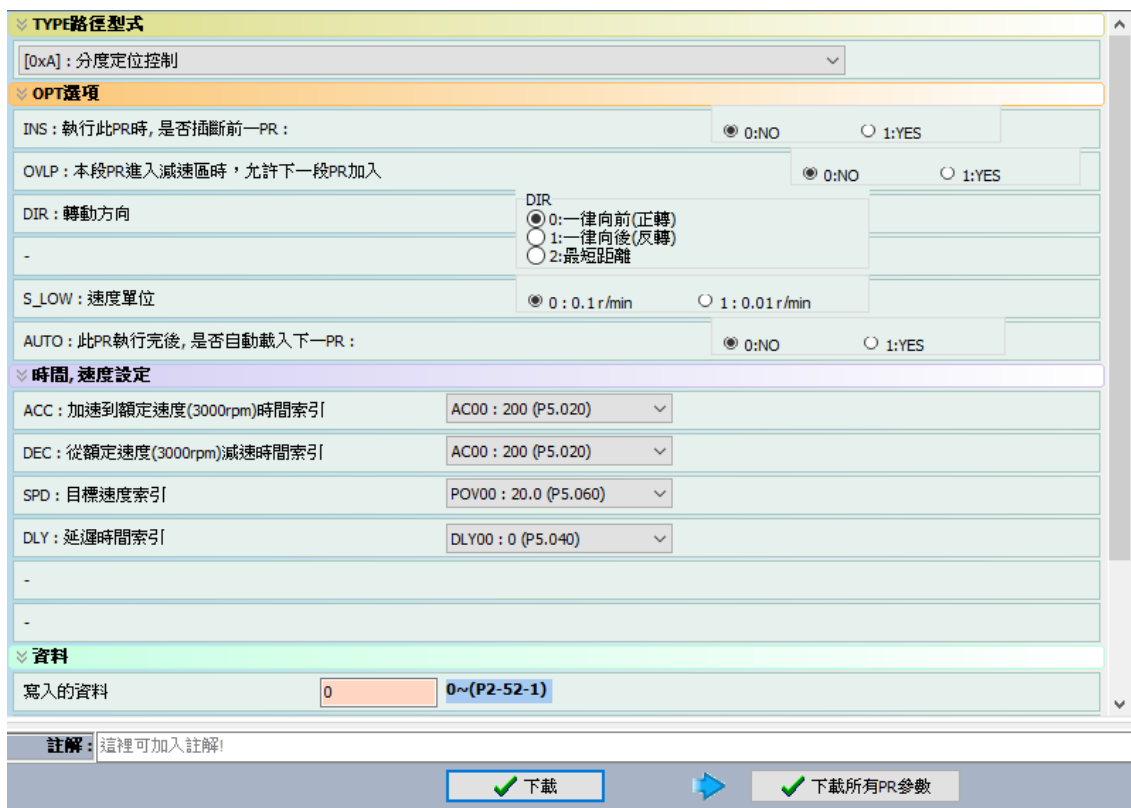 TYPE路徑型式
[0xA] : 分度定位控制
OPT選項
INS : 執行此PR時, 是否插斷前一PR :
0:NO
1:YES
OVLP : 本段PR進入減速區時，允許下一段PR加入
0:NO
1:YES
DIR : 轉動方向
DIR
0:一律向前(正轉)
1:一律向後(反轉)
2:最短距離
-
S_LOW : 速度單位
0 : 0.1 r/min
1 : 0.01 r/min
AUTO : 此PR執行完後, 是否自動載入下一PR :
0:NO
1:YES
時間, 速度設定
ACC : 加速到額定速度(3000rpm)時間索引
AC00 : 200 (P5.020)
DEC : 從額定速度(3000rpm)減速時間索引
AC00 : 200 (P5.020)
SPD : 目標速度索引
POV00 : 20.0 (P5.060)
DLY : 延遲時間索引
DLY00 : 0 (P5.040)
-
-
資料
寫入的資料
0
0~(P2-52-1)
註解 :
這裡可加入註解!
下載
下載所有PR參數